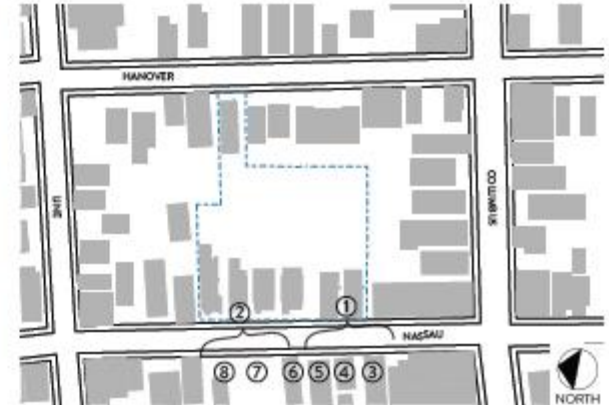 HANOVER
LINE
COLUMBUS
②
①
NASSAU
⑧ ⑦ ⑥ ⑤ ④ ③
NORTH